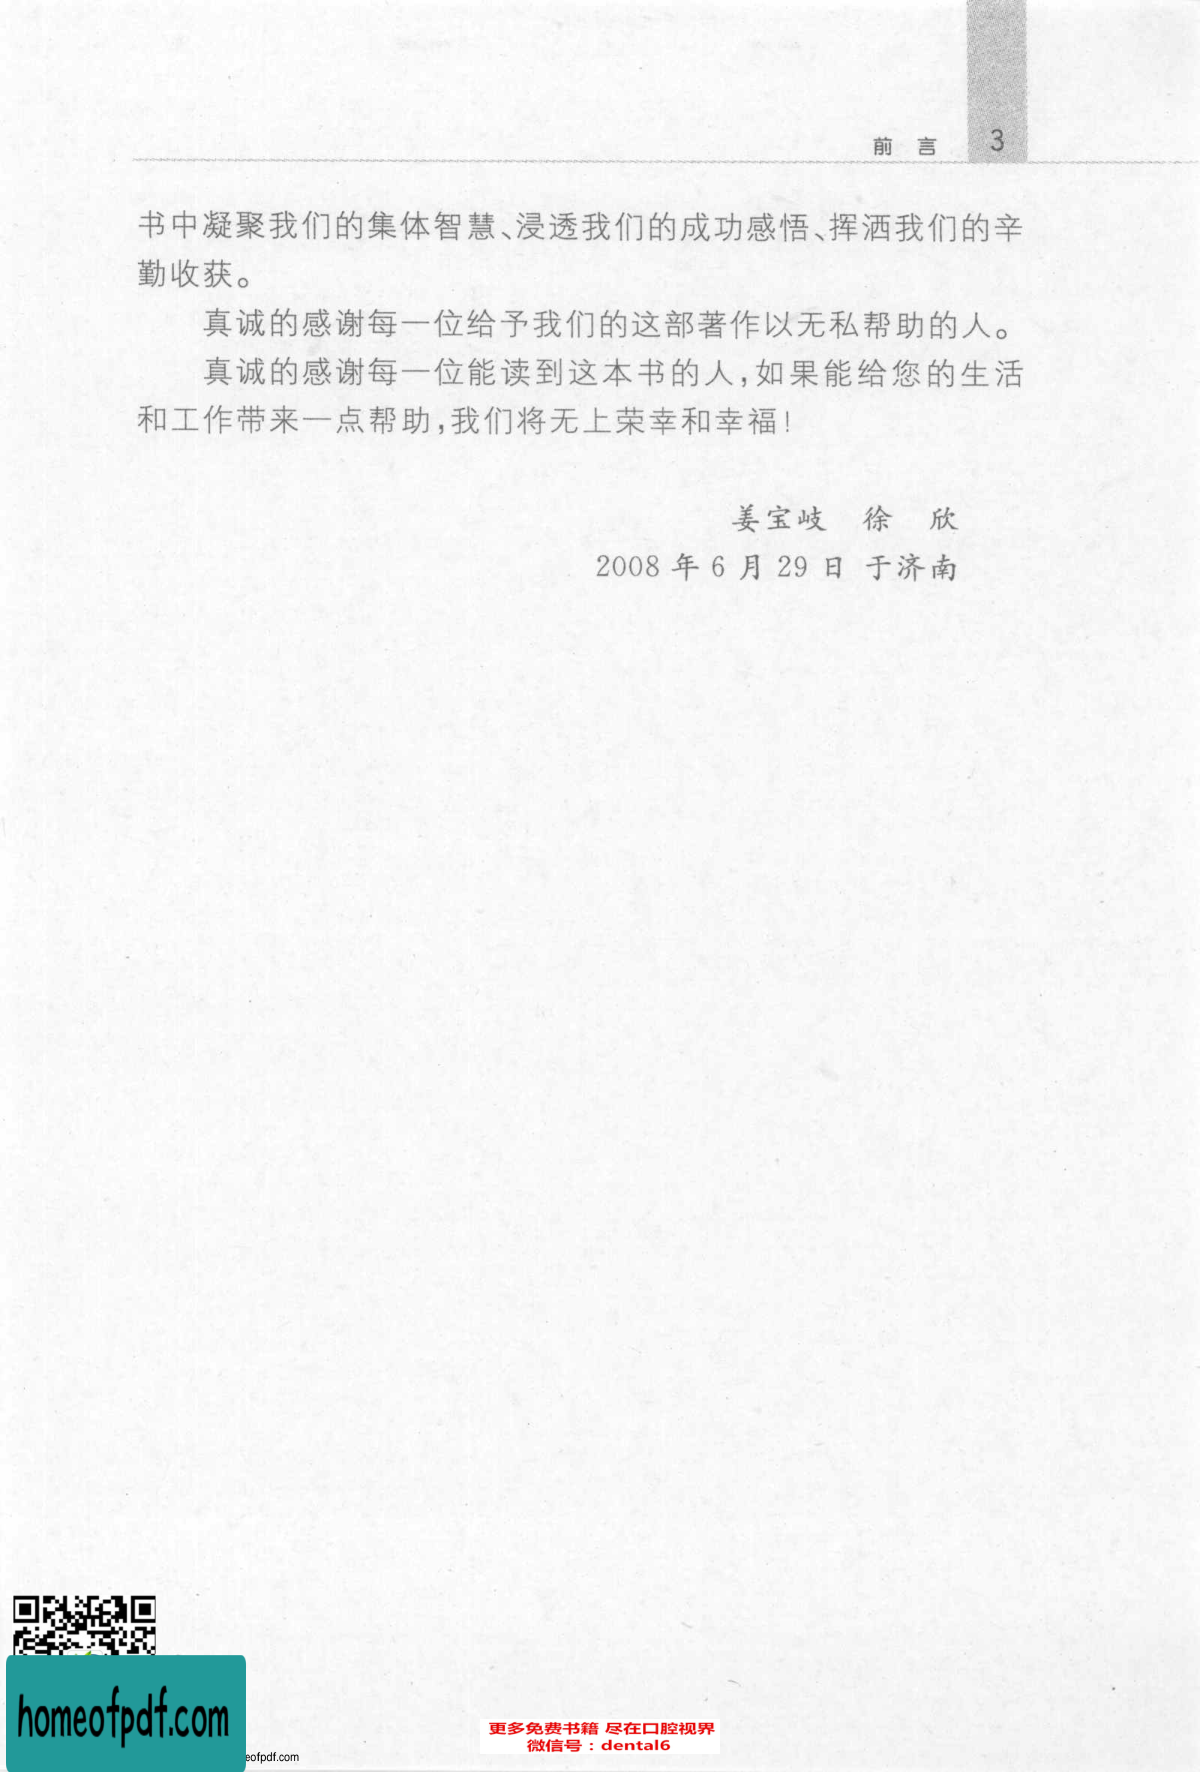 前 言 3
书中凝聚我们的集体智慧、浸透我们的成功感悟、挥洒我们的辛
勤收获。
真诚的感谢每一位给予我们的这部著作以无私帮助的人。
真诚的感谢每一位能读到这本书的人,如果能给您的生活
和工作带来一点帮助,我们将无上荣幸和幸福!
姜宝岐 徐 欣
2008 年 6 月 29 日 于济南
homeofpdf.com
eofpdf.com
更多免费书籍 尽在口腔视界
微信号：dental6